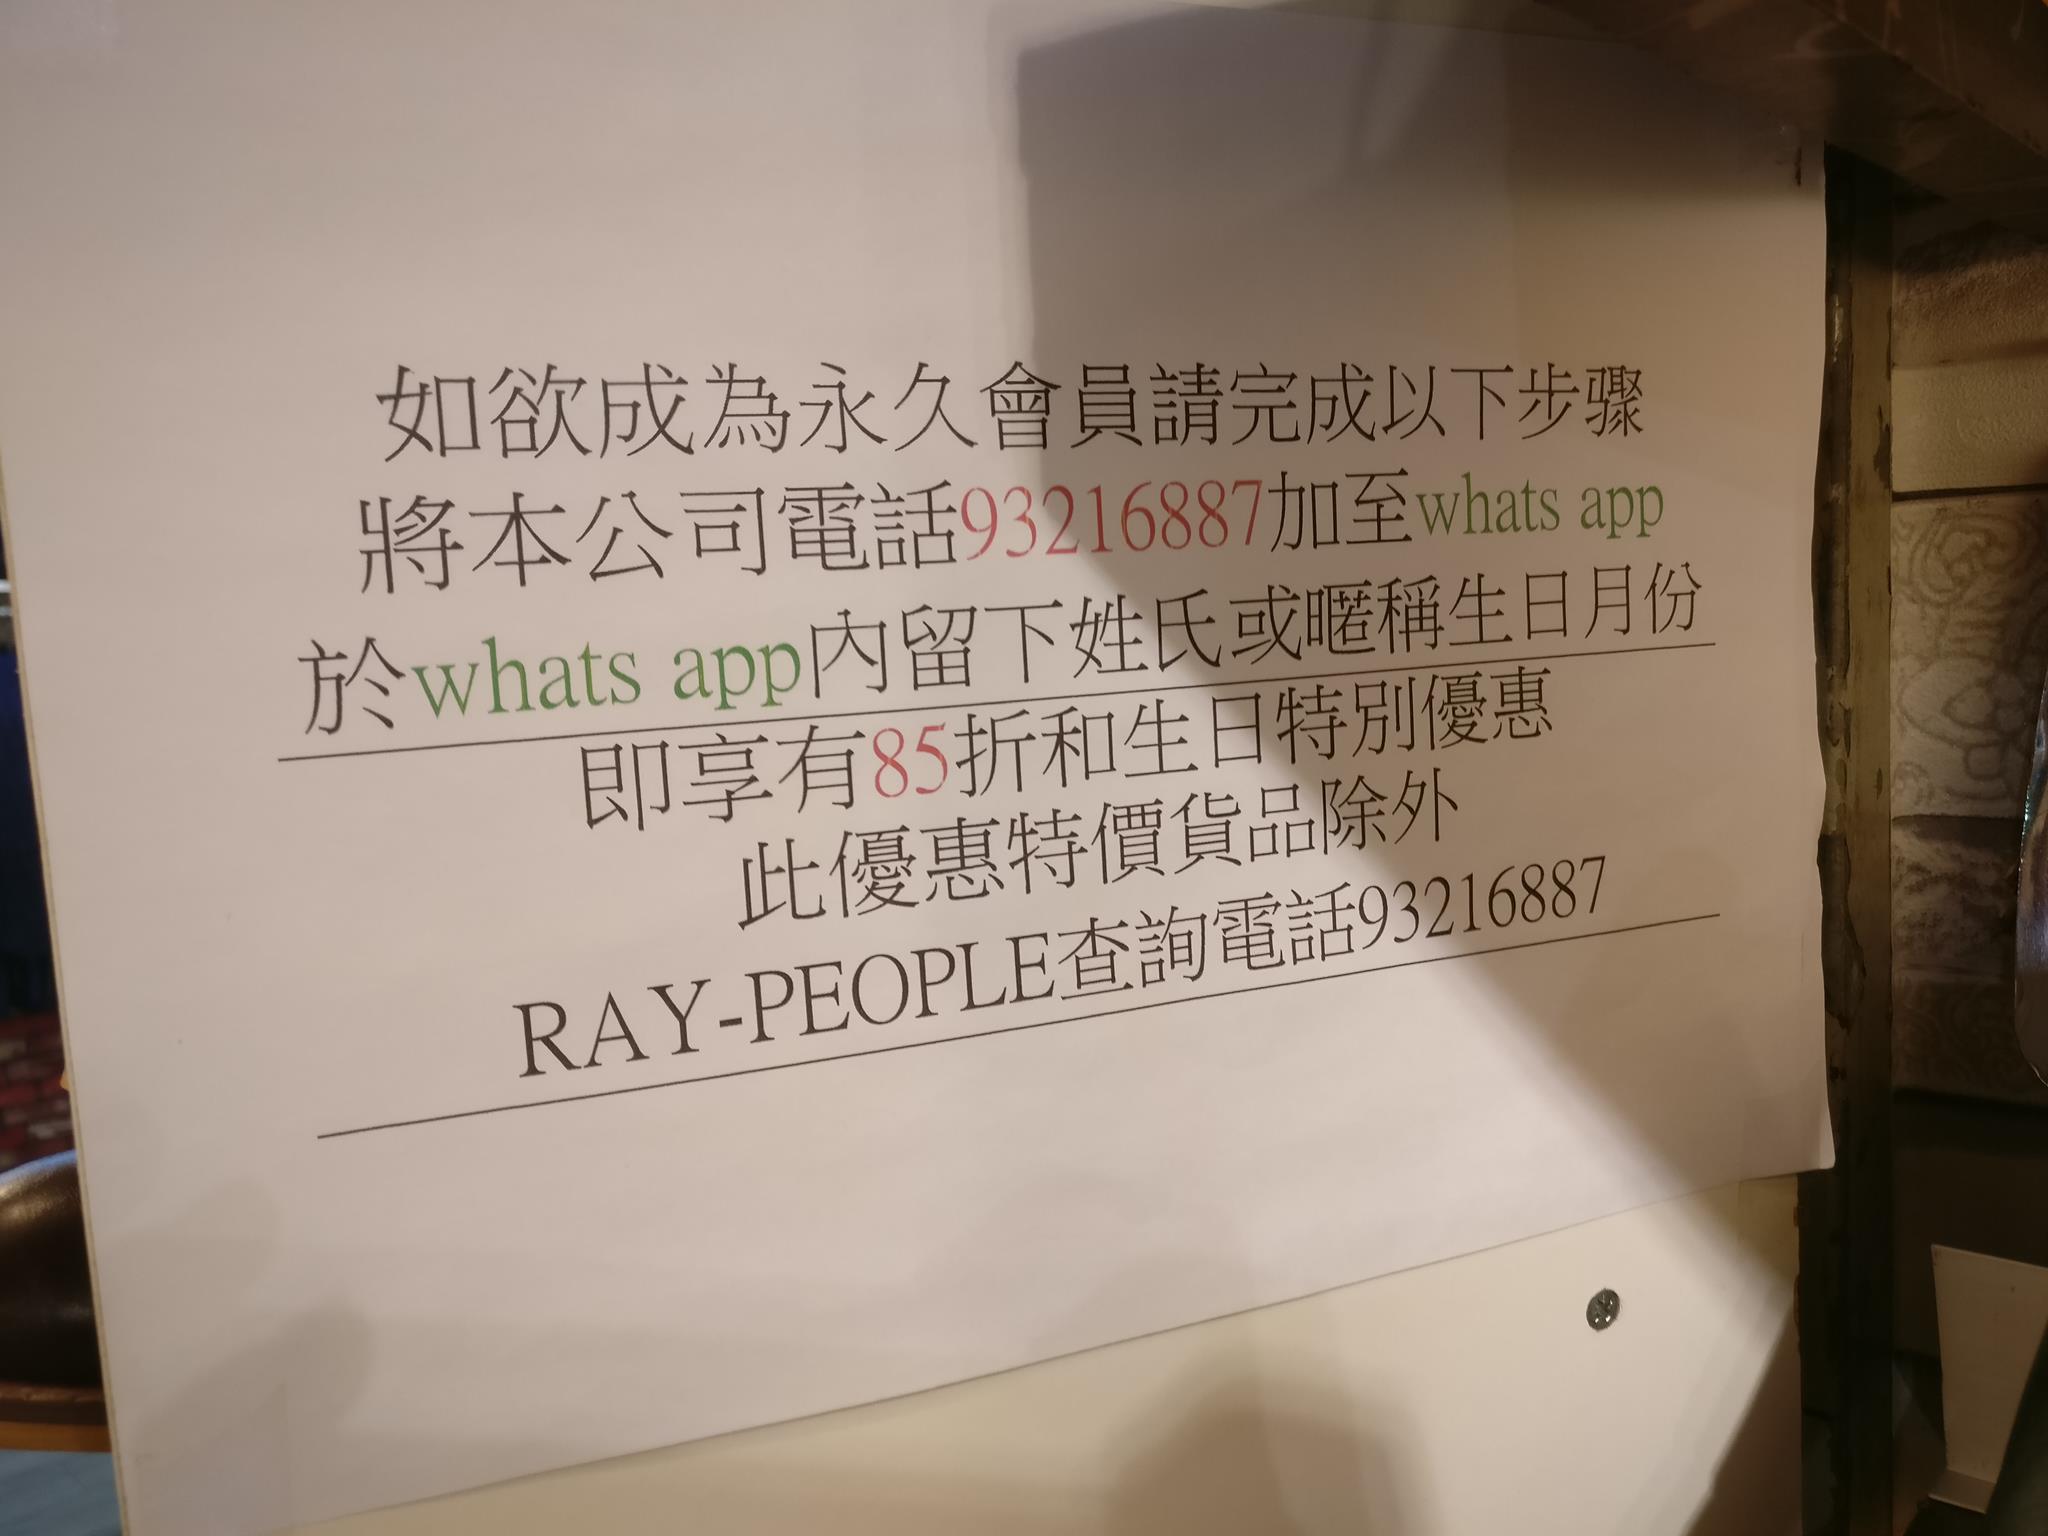 如欲成為永久會員請完成以下步骤
將本公司電話93216887加至whats app
於whats app內留下姓氏或暱稱生日月份
即享有85折和生日特別優惠
此優惠特價貨品除外
RAY-PEOPLE查詢電話93216887